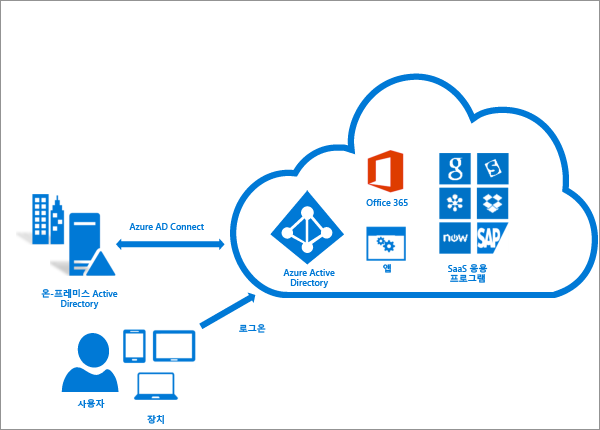 Office 365
Azure AD Connect
Azure Active
Directory
앱
g
now
SAP
SaaS 응용
프로그램
온-프레미스 Active
Directory
로그온
사용자
장치